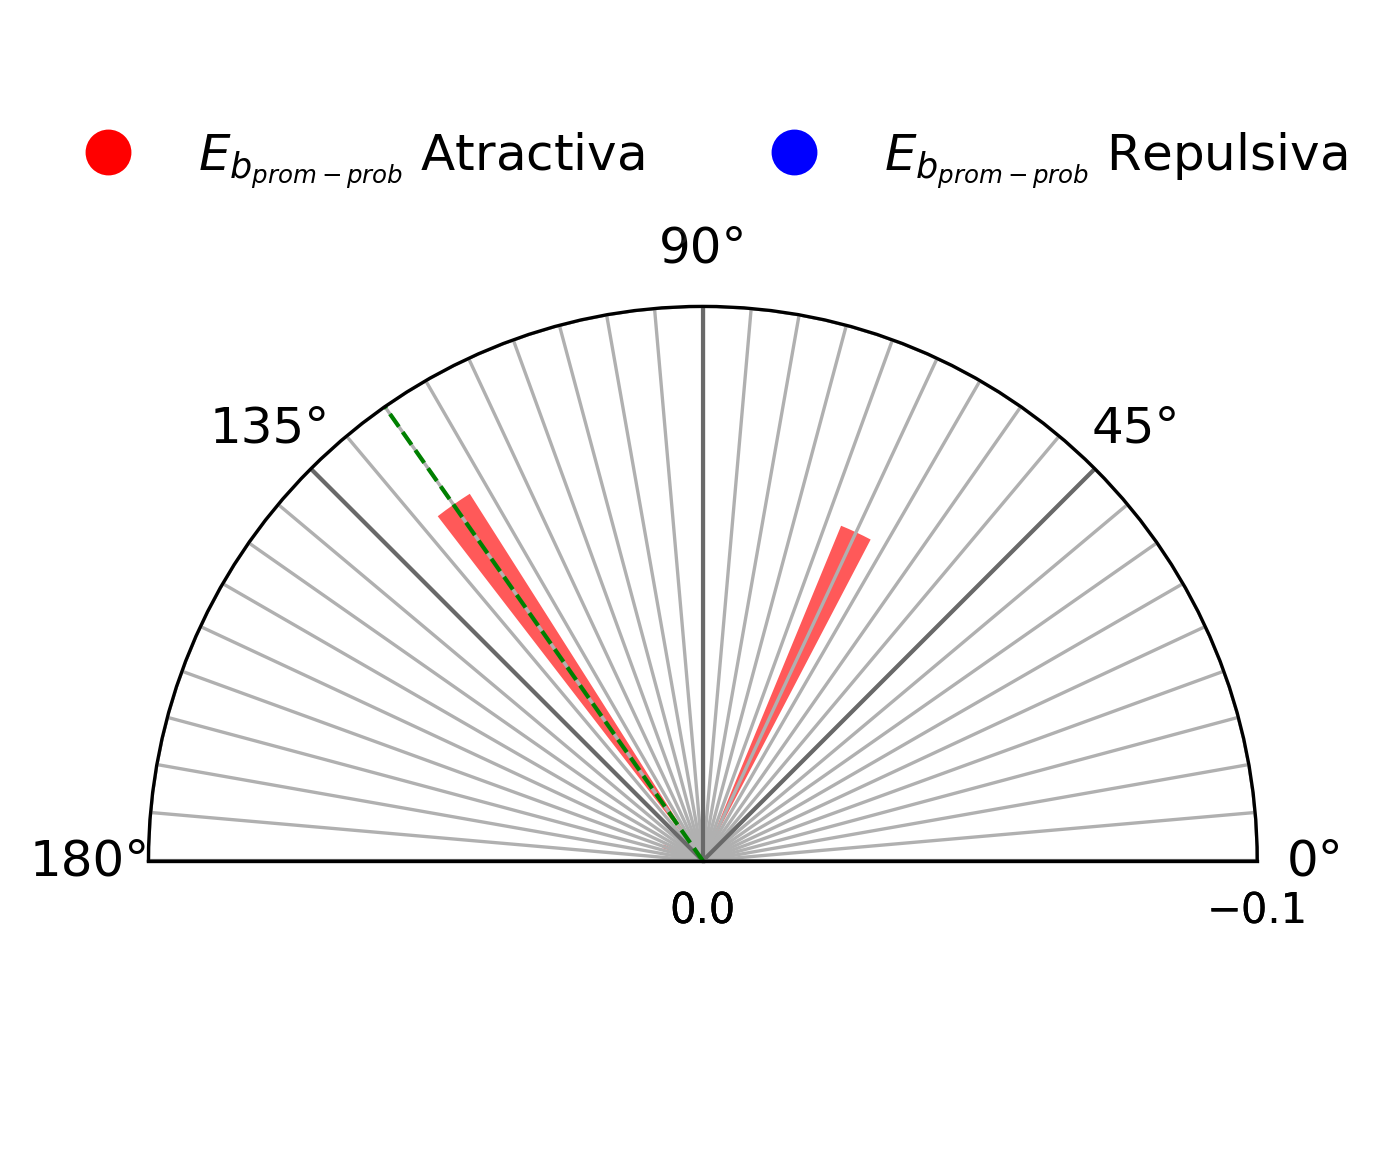 E_{b_{prom-prob}} Atractiva E_{b_{prom-prob}} Repulsiva
90°
135° 45°
180° 0°
0.0 −0.1